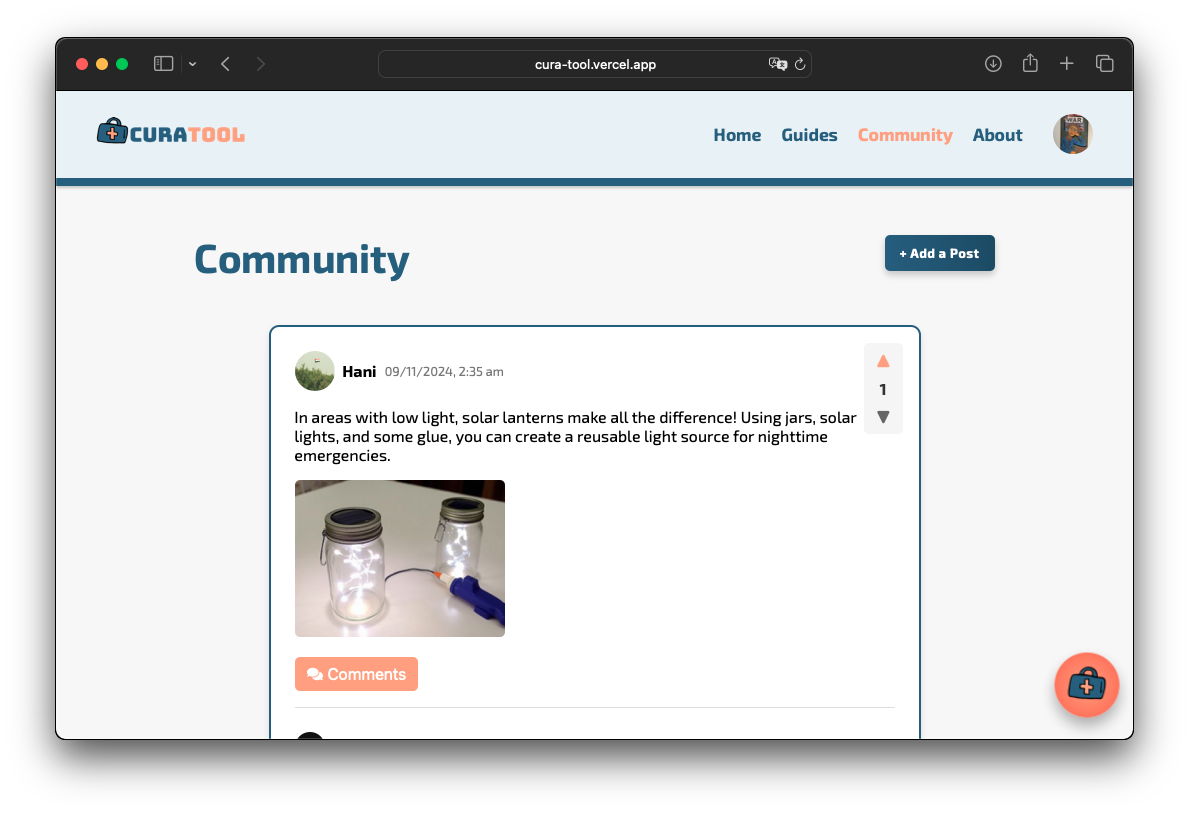 cura-tool.vercel.app
CURATOOL
Home Guides Community About
WAR
Community
+ Add a Post
Hani 09/11/2024, 2:35 am
1
In areas with low light, solar lanterns make all the difference! Using jars, solar
lights, and some glue, you can create a reusable light source for nighttime
emergencies.
Comments